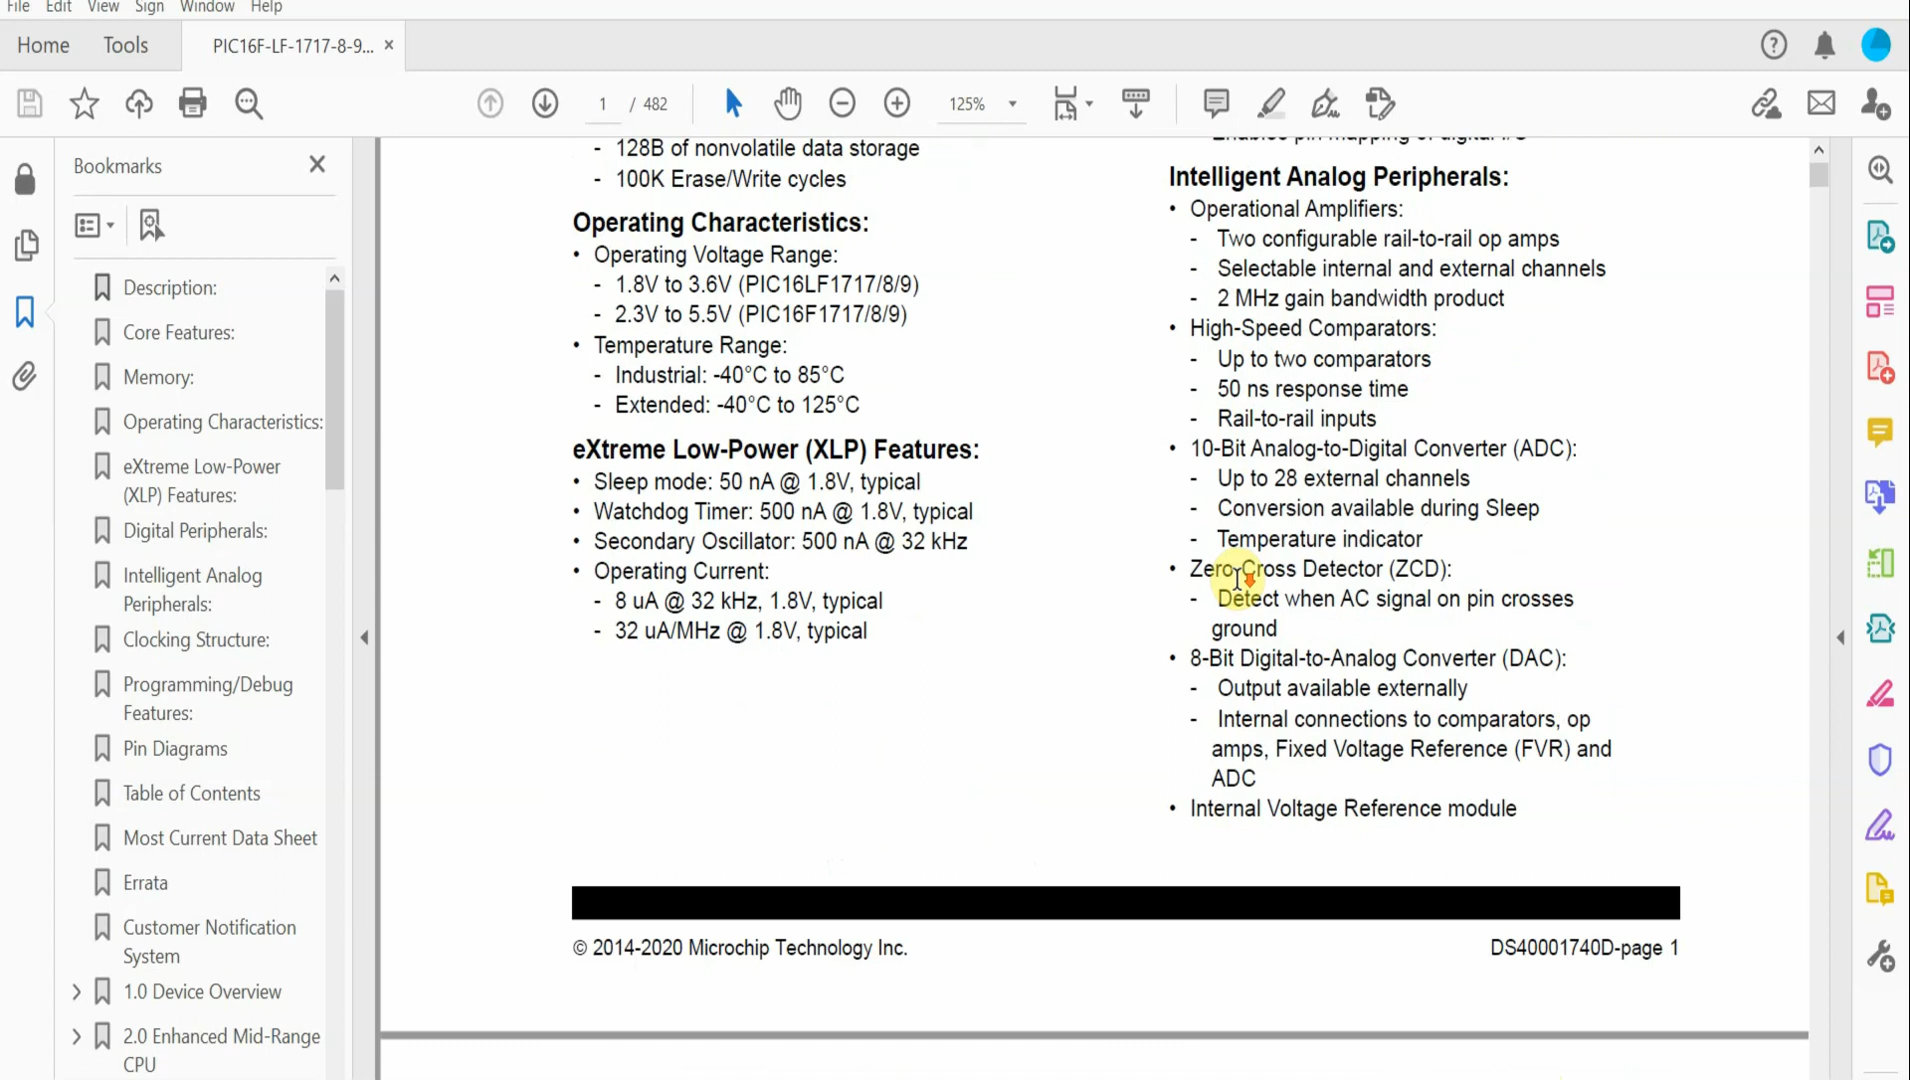 File Edit View Sign Window Help
Home Tools PIC16F-LF-1717-8-9... ×
1 / 482 125%
Bookmarks
Description:
Core Features:
Memory:
Operating Characteristics:
eXtreme Low-Power
(XLP) Features:
Digital Peripherals:
Intelligent Analog
Peripherals:
Clocking Structure:
Programming/Debug
Features:
Pin Diagrams
Table of Contents
Most Current Data Sheet
Errata
Customer Notification
System
1.0 Device Overview
2.0 Enhanced Mid-Range
CPU
- 128B of nonvolatile data storage
- 100K Erase/Write cycles
Operating Characteristics:
• Operating Voltage Range:
- 1.8V to 3.6V (PIC16LF1717/8/9)
- 2.3V to 5.5V (PIC16F1717/8/9)
• Temperature Range:
- Industrial: -40°C to 85°C
- Extended: -40°C to 125°C
eXtreme Low-Power (XLP) Features:
• Sleep mode: 50 nA @ 1.8V, typical
• Watchdog Timer: 500 nA @ 1.8V, typical
• Secondary Oscillator: 500 nA @ 32 kHz
• Operating Current:
- 8 uA @ 32 kHz, 1.8V, typical
- 32 uA/MHz @ 1.8V, typical
- Enables pin mapping of digital I/O
Intelligent Analog Peripherals:
• Operational Amplifiers:
- Two configurable rail-to-rail op amps
- Selectable internal and external channels
- 2 MHz gain bandwidth product
• High-Speed Comparators:
- Up to two comparators
- 50 ns response time
- Rail-to-rail inputs
• 10-Bit Analog-to-Digital Converter (ADC):
- Up to 28 external channels
- Conversion available during Sleep
- Temperature indicator
• Zero-Cross Detector (ZCD):
- Detect when AC signal on pin crosses
ground
• 8-Bit Digital-to-Analog Converter (DAC):
- Output available externally
- Internal connections to comparators, op
amps, Fixed Voltage Reference (FVR) and
ADC
• Internal Voltage Reference module
© 2014-2020 Microchip Technology Inc.
DS40001740D-page 1